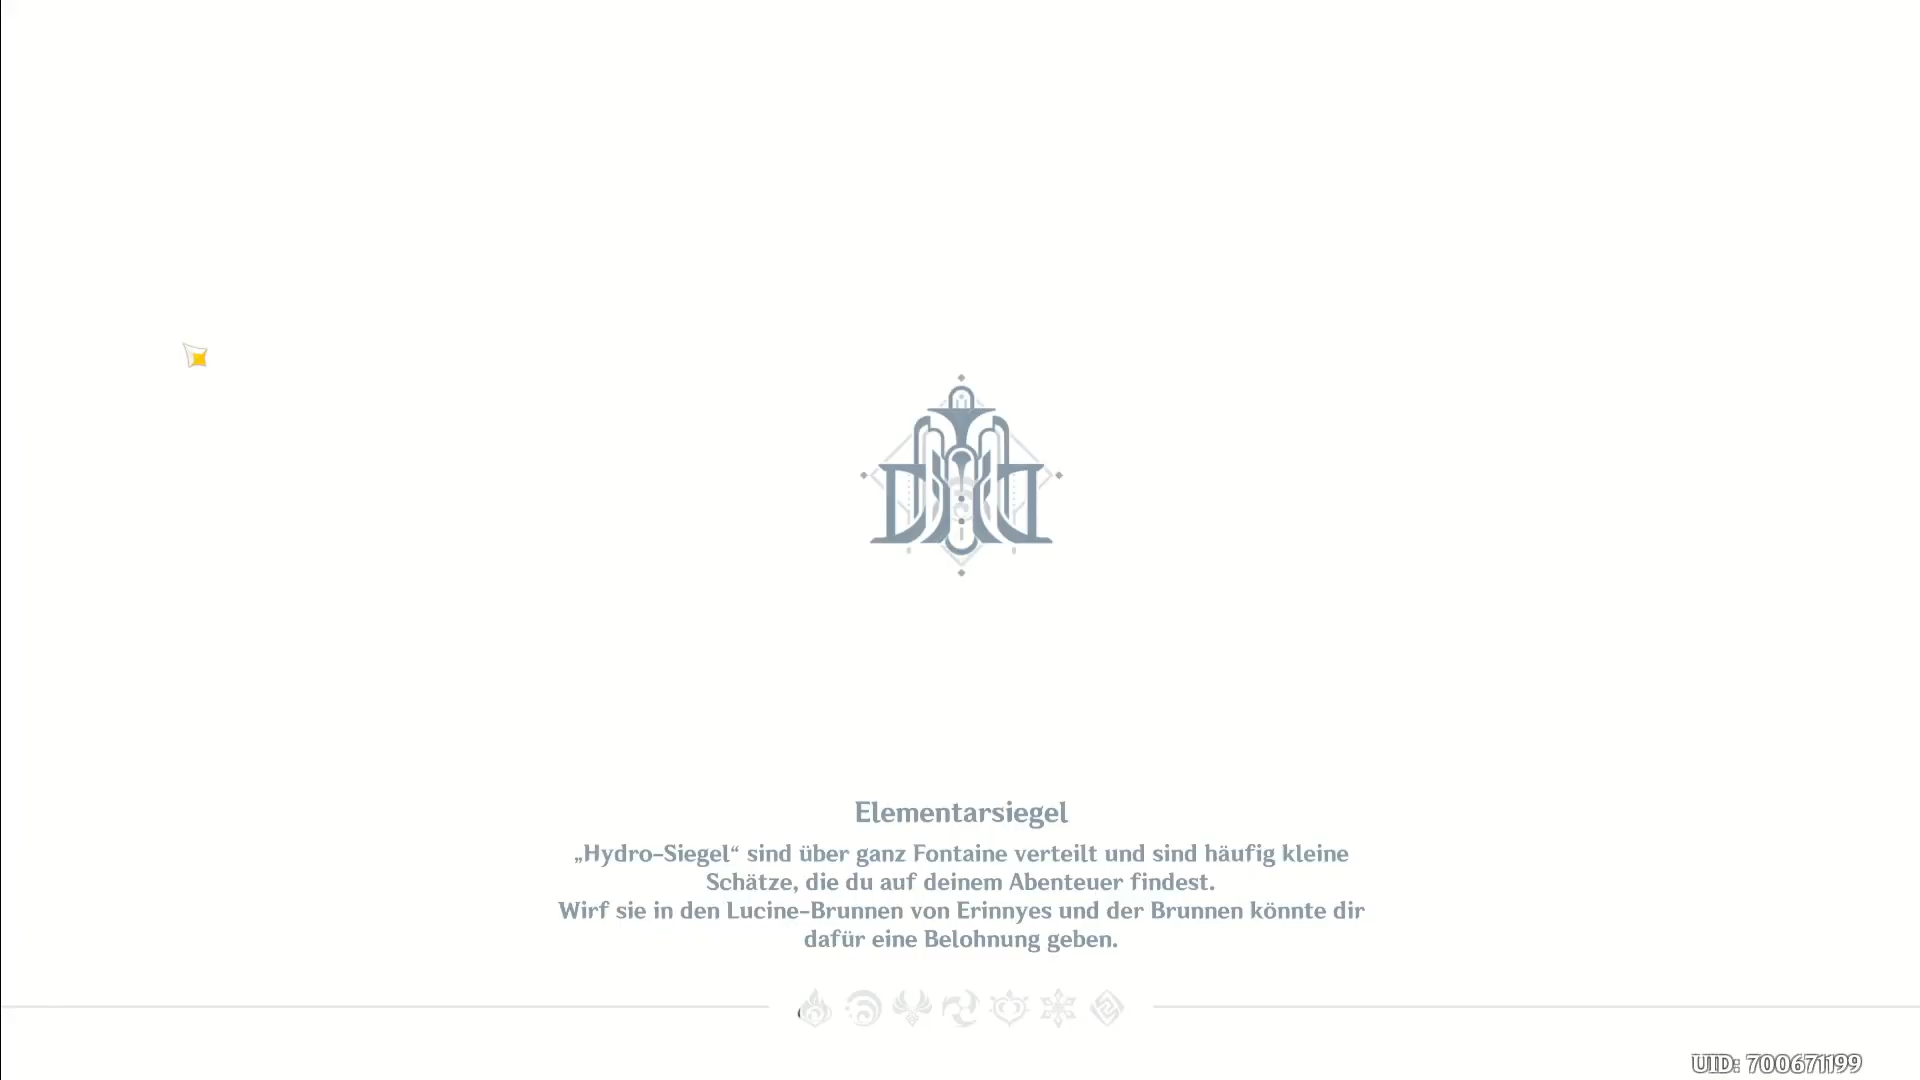 Elementarsiegel
„Hydro-Siegel“ sind über ganz Fontaine verteilt und sind häufig kleine
Schätze, die du auf deinem Abenteuer findest.
Wirf sie in den Lucine-Brunnen von Erinnyes und der Brunnen könnte dir
dafür eine Belohnung geben.
UID: 700671199